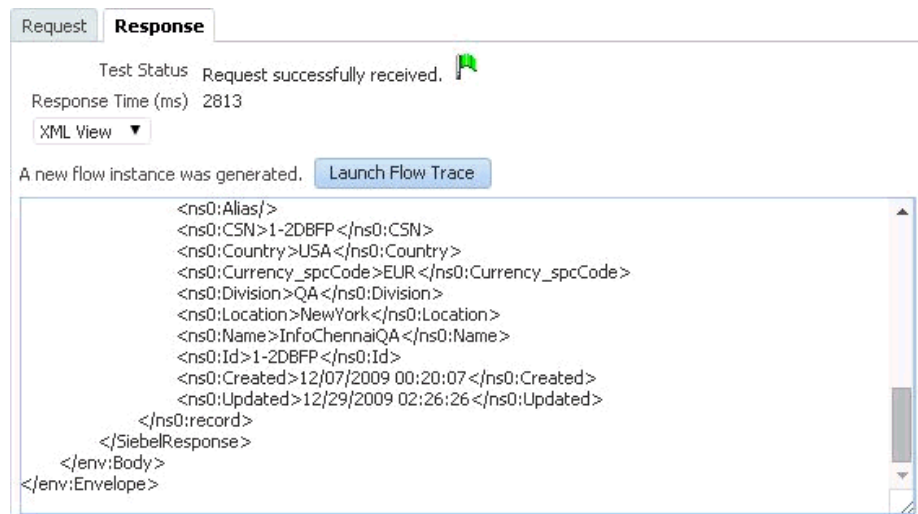 Request Response
Test Status Request successfully received.
Response Time (ms) 2813
XML View
A new flow instance was generated. Launch Flow Trace
<ns0:Alias/>
<ns0:CSN>1-2DBFP</ns0:CSN>
<ns0:Country>USA</ns0:Country>
<ns0:Currency_spcCode>EUR</ns0:Currency_spcCode>
<ns0:Division>QA</ns0:Division>
<ns0:Location>NewYork</ns0:Location>
<ns0:Name>InfoChennaiQA</ns0:Name>
<ns0:Id>1-2DBFP</ns0:Id>
<ns0:Created>12/07/2009 00:20:07</ns0:Created>
<ns0:Updated>12/29/2009 02:26:26</ns0:Updated>
</ns0:record>
</SiebelResponse>
</env:Body>
</env:Envelope>